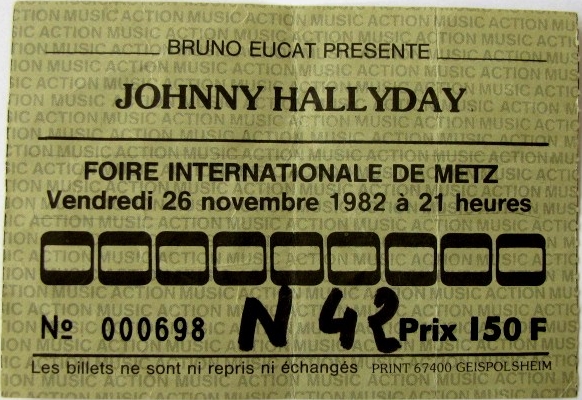 BRUNO EUCAT PRESENTE
JOHNNY HALLYDAY
FOIRE INTERNATIONALE DE METZ
Vendredi 26 novembre 1982 à 21 heures
Nº 000698 N 42 Prix 150 F
Les billets ne sont ni repris ni échangés PRINT 67400 GEISPOLSHEIM